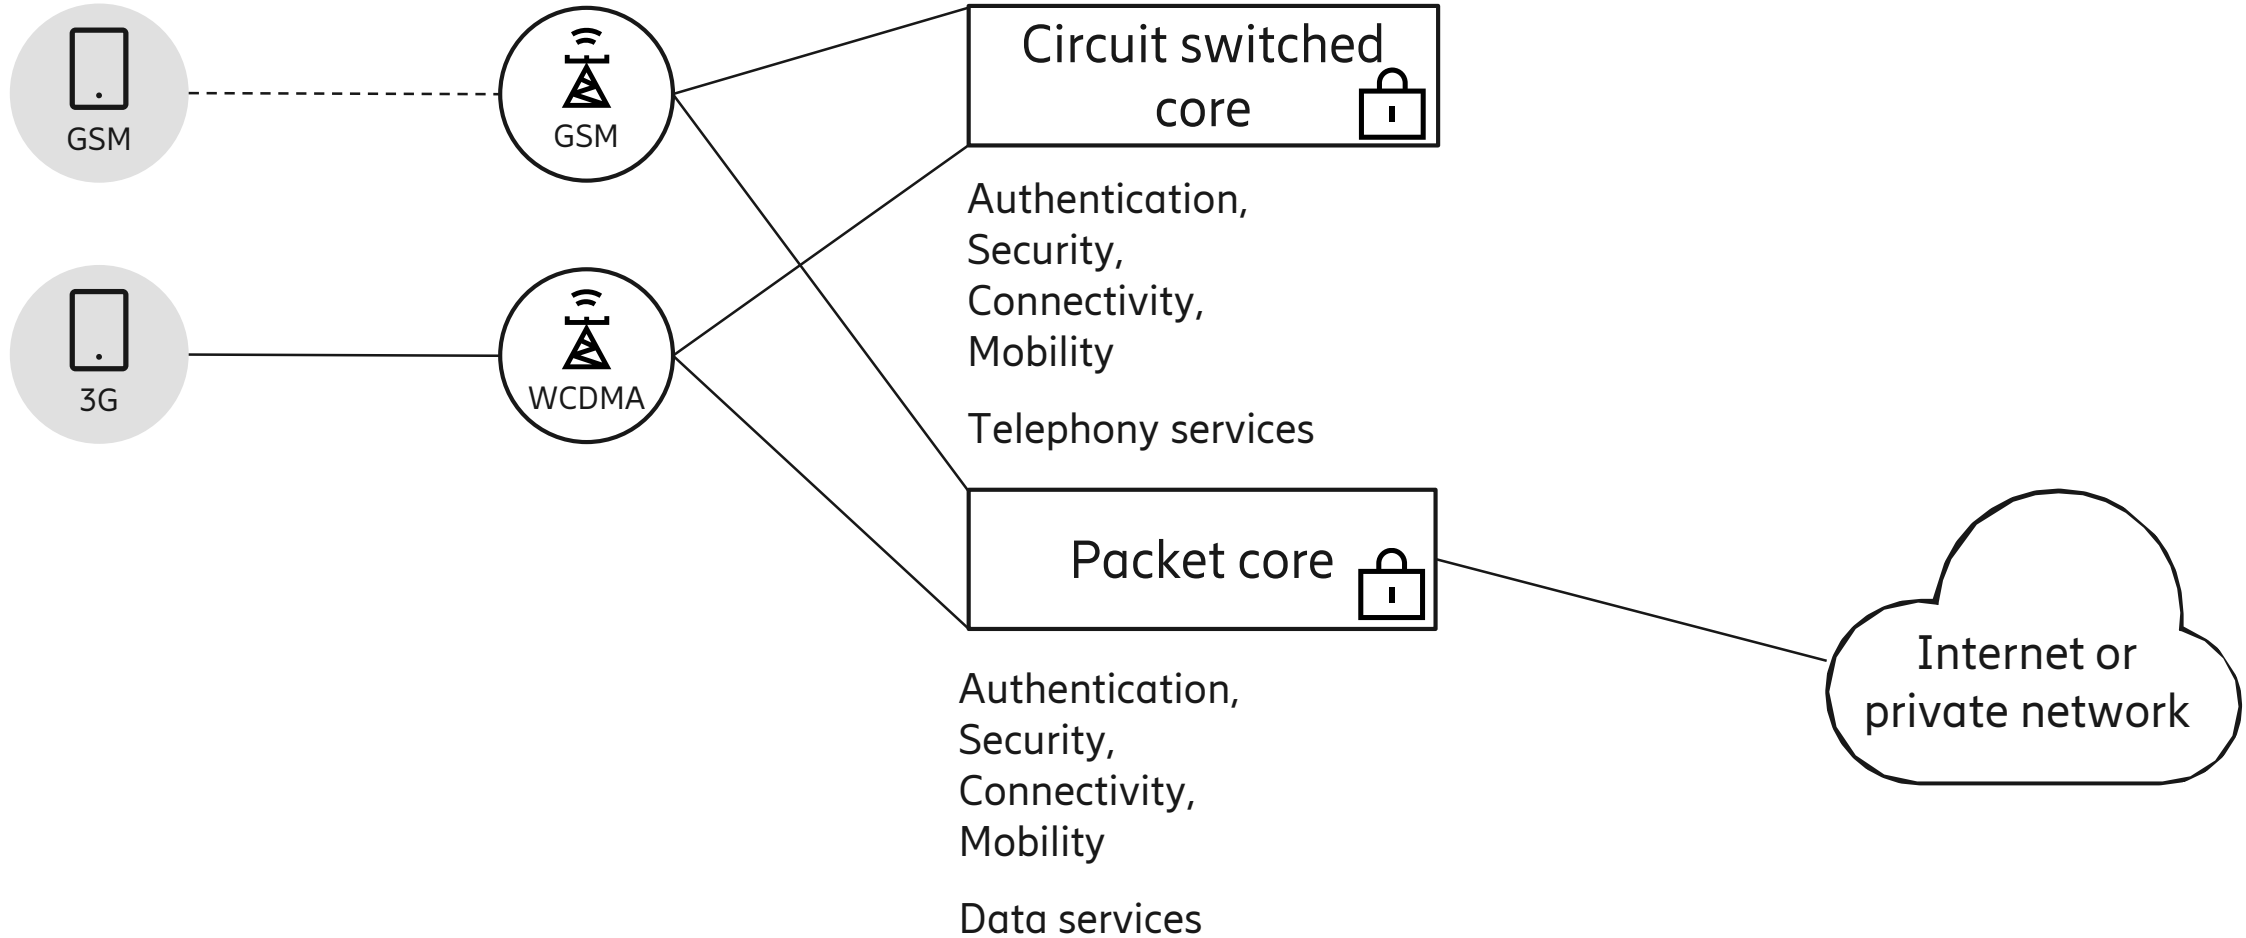 GSM
GSM
Circuit switched
core
3G
WCDMA
Authentication,
Security,
Connectivity,
Mobility
Telephony services
Packet core
Internet or
private network
Authentication,
Security,
Connectivity,
Mobility
Data services